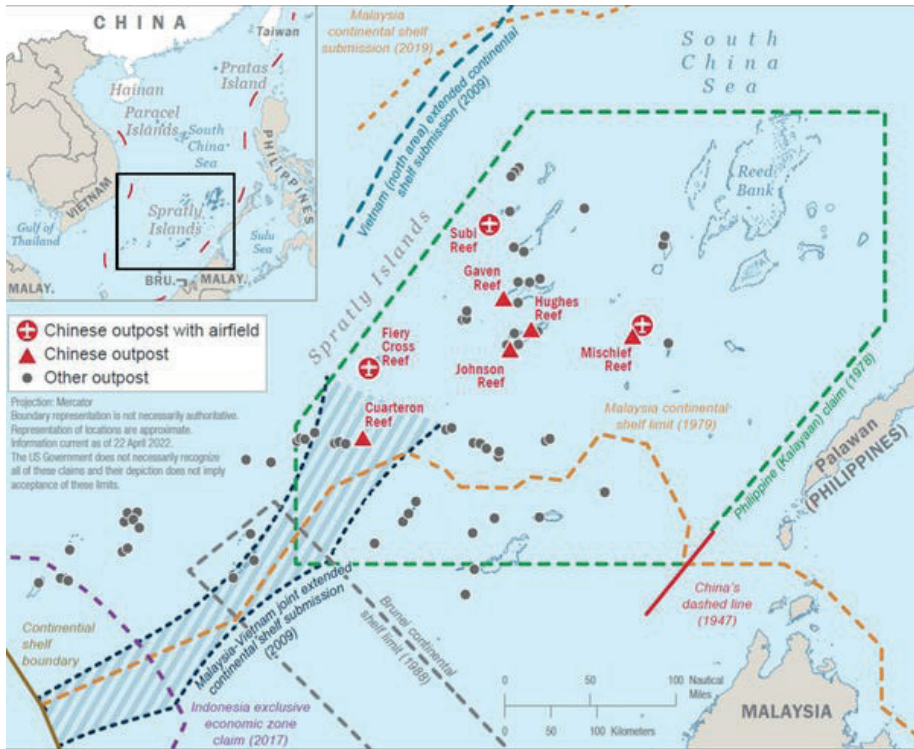 CHINA
Taiwan
Hainan
Pratas
Island
Paracel
Islands
South
China
Sea
VIETNAM
PHILIPPINES
Spratly
Islands
Gulf of
Thailand
Sulu
Sea
BRU.
MALAY.
MALAY.
Chinese outpost with airfield
Chinese outpost
Other outpost
Projection: Mercator
Boundary representation is not necessarily authoritative.
Representation of locations are approximate.
Information current as of 22 April 2022.
The US Government does not necessarily recognize
all of these claims and their depiction does not imply
acceptance of these limits.
Malaysia
continental shelf
submission (2019)
Vietnam (north area) extended continental
shelf submission (2009)
South
China
Sea
Reed
Bank
Spratly Islands
Subi
Reef
Gaven
Reef
Hughes
Reef
Fiery
Cross
Reef
Johnson
Reef
Mischief
Reef
Cuarteron
Reef
Malaysia continental
shelf limit (1979)
Philippine (Kalayaan) claim (1978)
Palawan
(PHILIPPINES)
China's
dashed line
(1947)
Malaysia-Vietnam joint extended
continental shelf submission
(2009)
Brunei continental
shelf limit (1988)
Continential
shelf
boundary
Indonesia exclusive
economic zone
claim (2017)
0 50 100 Nautical
Miles
0 50 100 Kilometers
MALAYSIA